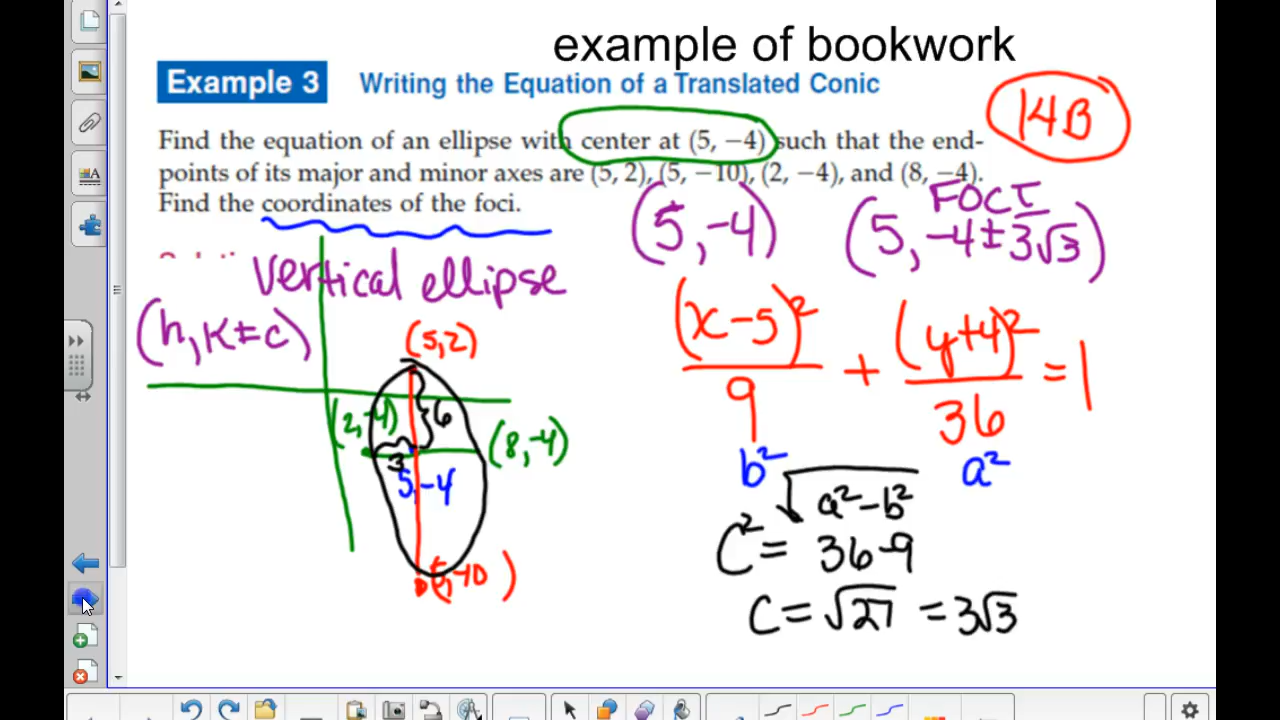 example of bookwork
Example 3 Writing the Equation of a Translated Conic
14B
Find the equation of an ellipse with center at (5, −4) such that the end-
points of its major and minor axes are (5, 2), (5, −10), (2, −4), and (8, −4).
Find the coordinates of the foci.
FOCI
(5, -4) (5, -4 ± 3√3)
vertical ellipse
(h, k ± c)
(5, 2)
(x - 5)² / 9 + (y + 4)² / 36 = 1
(2, -4) 6 (8, -4)
3
5, -4
b² a²
√a² - b²
C² = 36 - 9
(5, -10)
C = √27 = 3√3